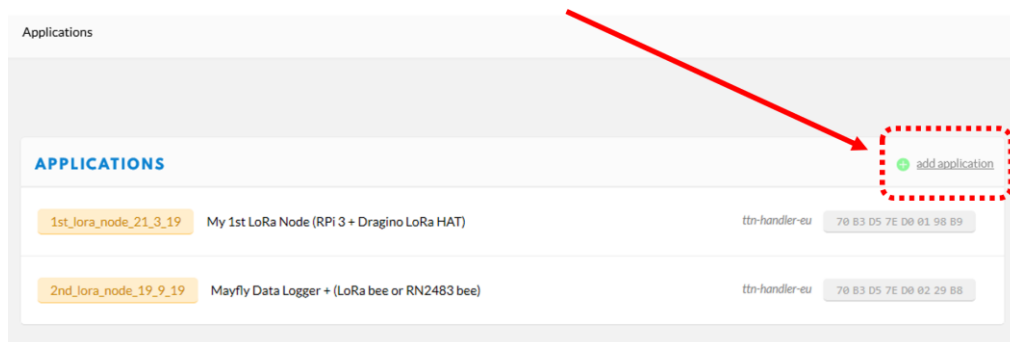 Applications
APPLICATIONS
add application
1st_lora_node_21_3_19 My 1st LoRa Node (RPi 3 + Dragino LoRa HAT) ttn-handler-eu 70 B3 D5 7E D0 01 98 B9
2nd_lora_node_19_9_19 Mayfly Data Logger + (LoRa bee or RN2483 bee) ttn-handler-eu 70 B3 D5 7E D0 02 29 B8